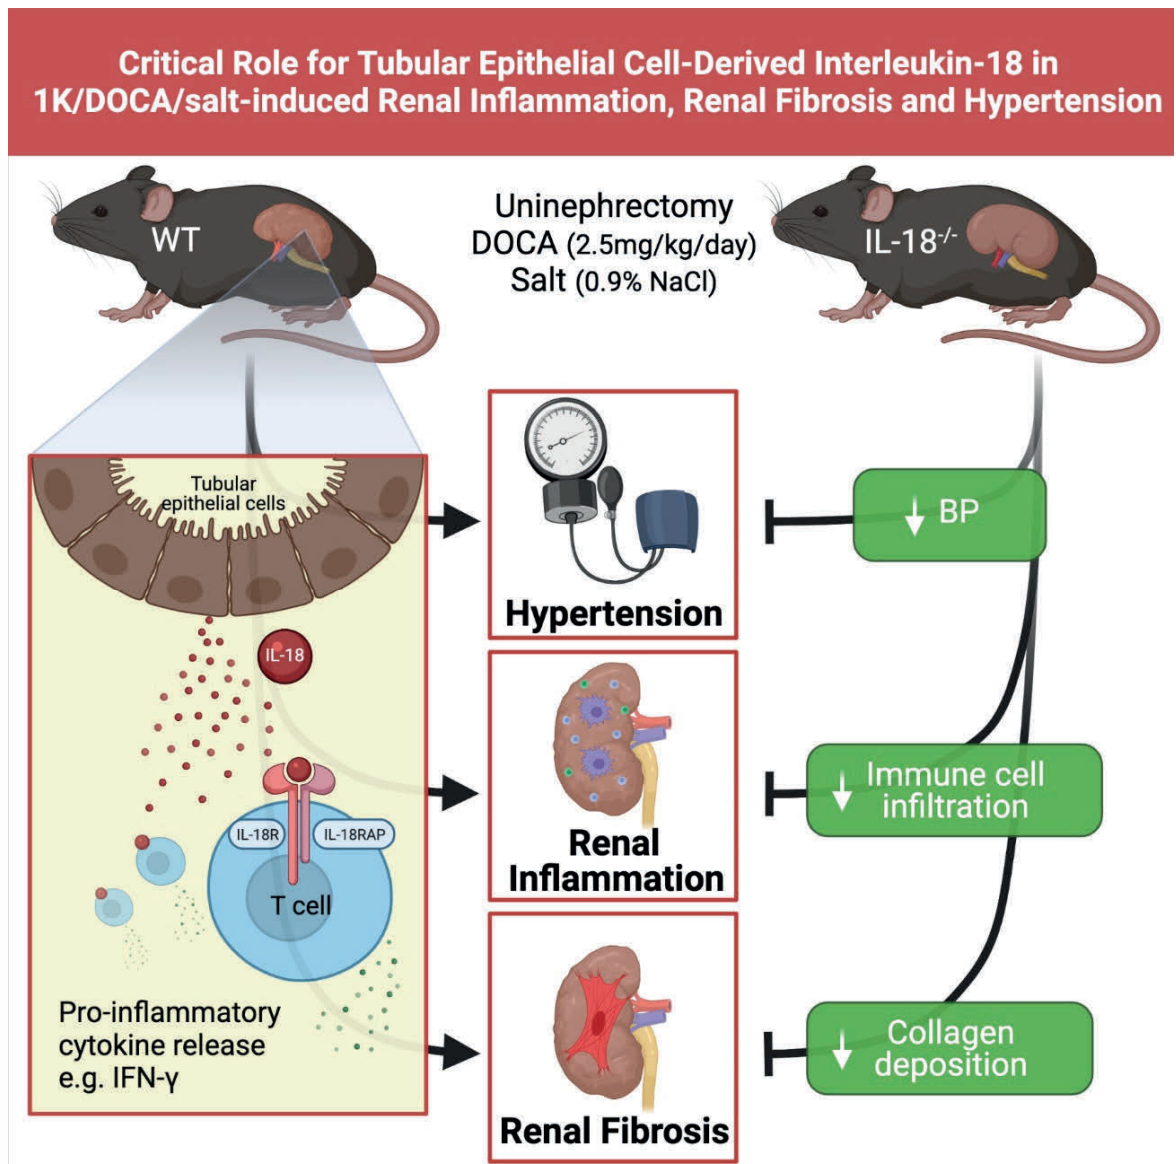 Critical Role for Tubular Epithelial Cell-Derived Interleukin-18 in
1K/DOCA/salt-induced Renal Inflammation, Renal Fibrosis and Hypertension
WT
Uninephrectomy
DOCA (2.5mg/kg/day)
Salt (0.9% NaCl)
IL-18⁻/⁻
Tubular
epithelial cells
IL-18
IL-18R
IL-18RAP
T cell
Pro-inflammatory
cytokine release
e.g. IFN-γ
Hypertension
↓ BP
Renal
Inflammation
↓ Immune cell
infiltration
Renal Fibrosis
↓ Collagen
deposition